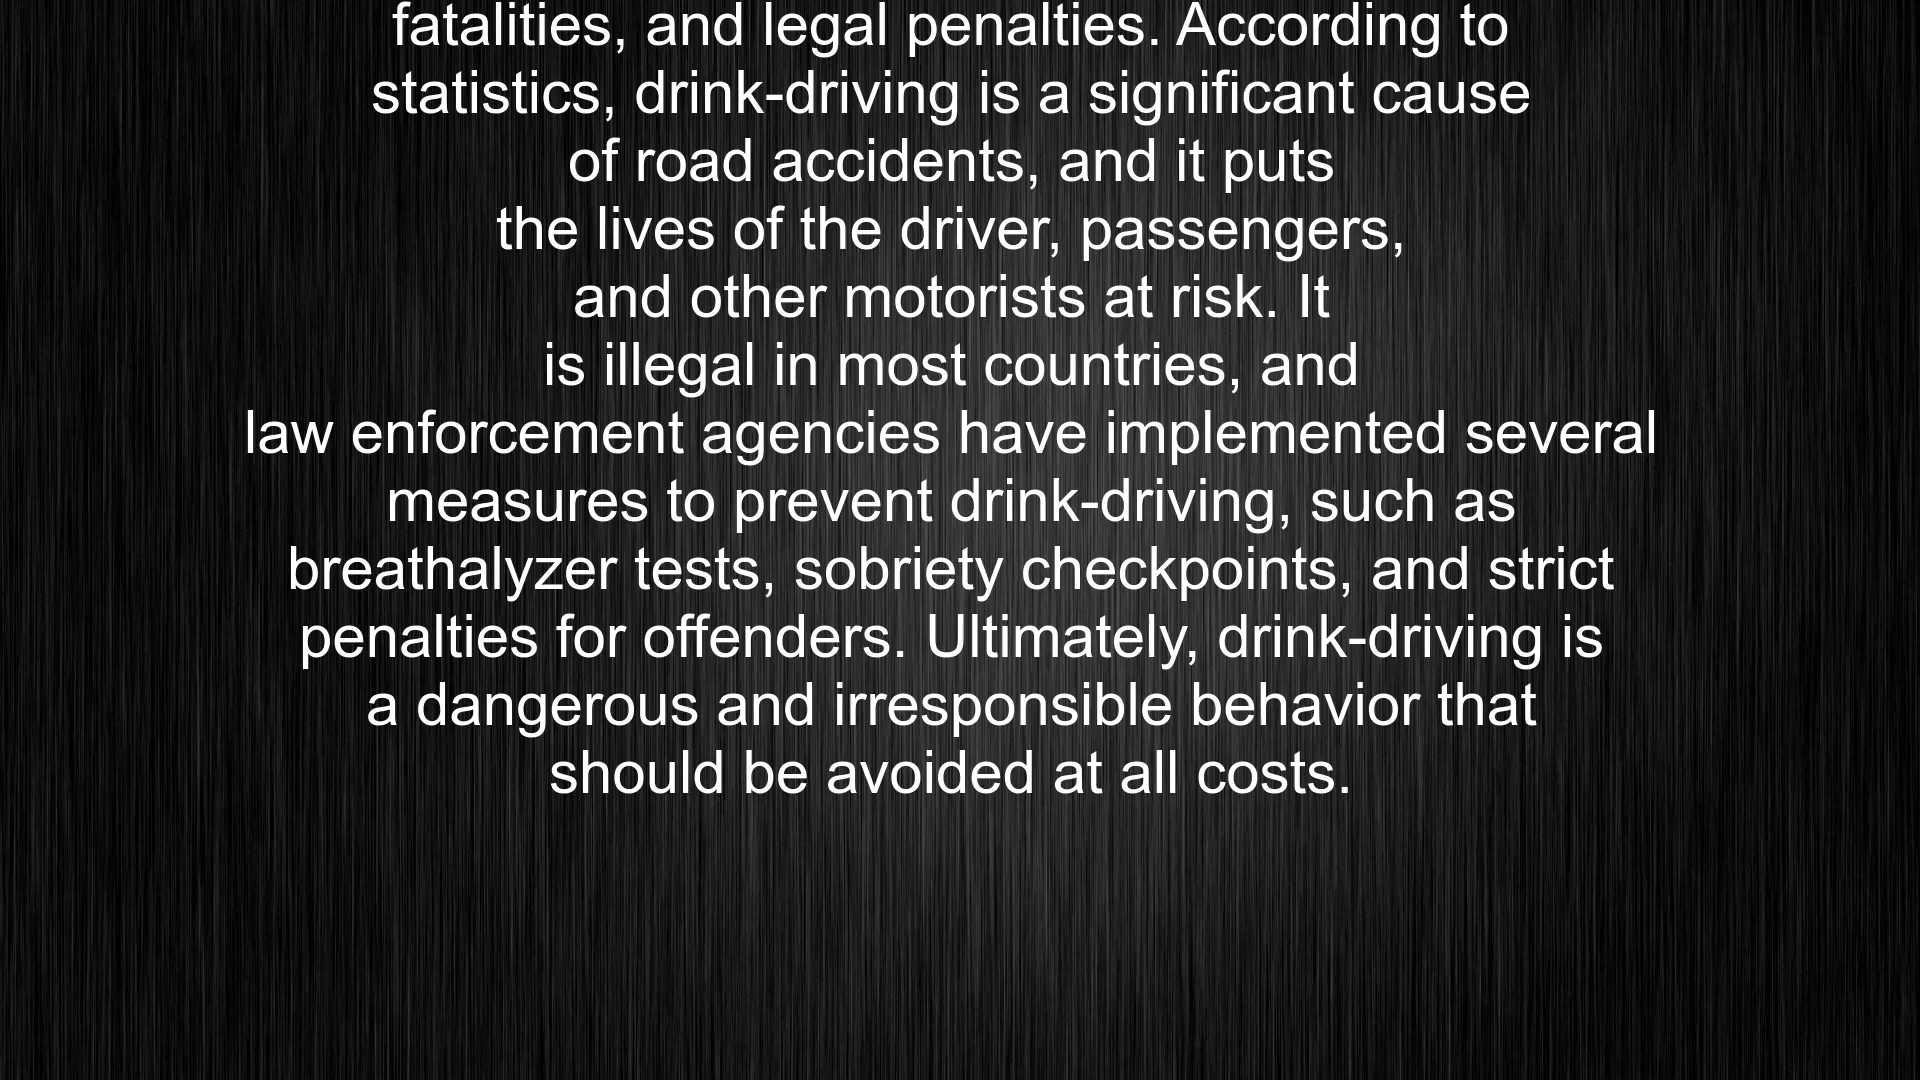 fatalities, and legal penalties. According to
statistics, drink-driving is a significant cause
of road accidents, and it puts
the lives of the driver, passengers,
and other motorists at risk. It
is illegal in most countries, and
law enforcement agencies have implemented several
measures to prevent drink-driving, such as
breathalyzer tests, sobriety checkpoints, and strict
penalties for offenders. Ultimately, drink-driving is
a dangerous and irresponsible behavior that
should be avoided at all costs.